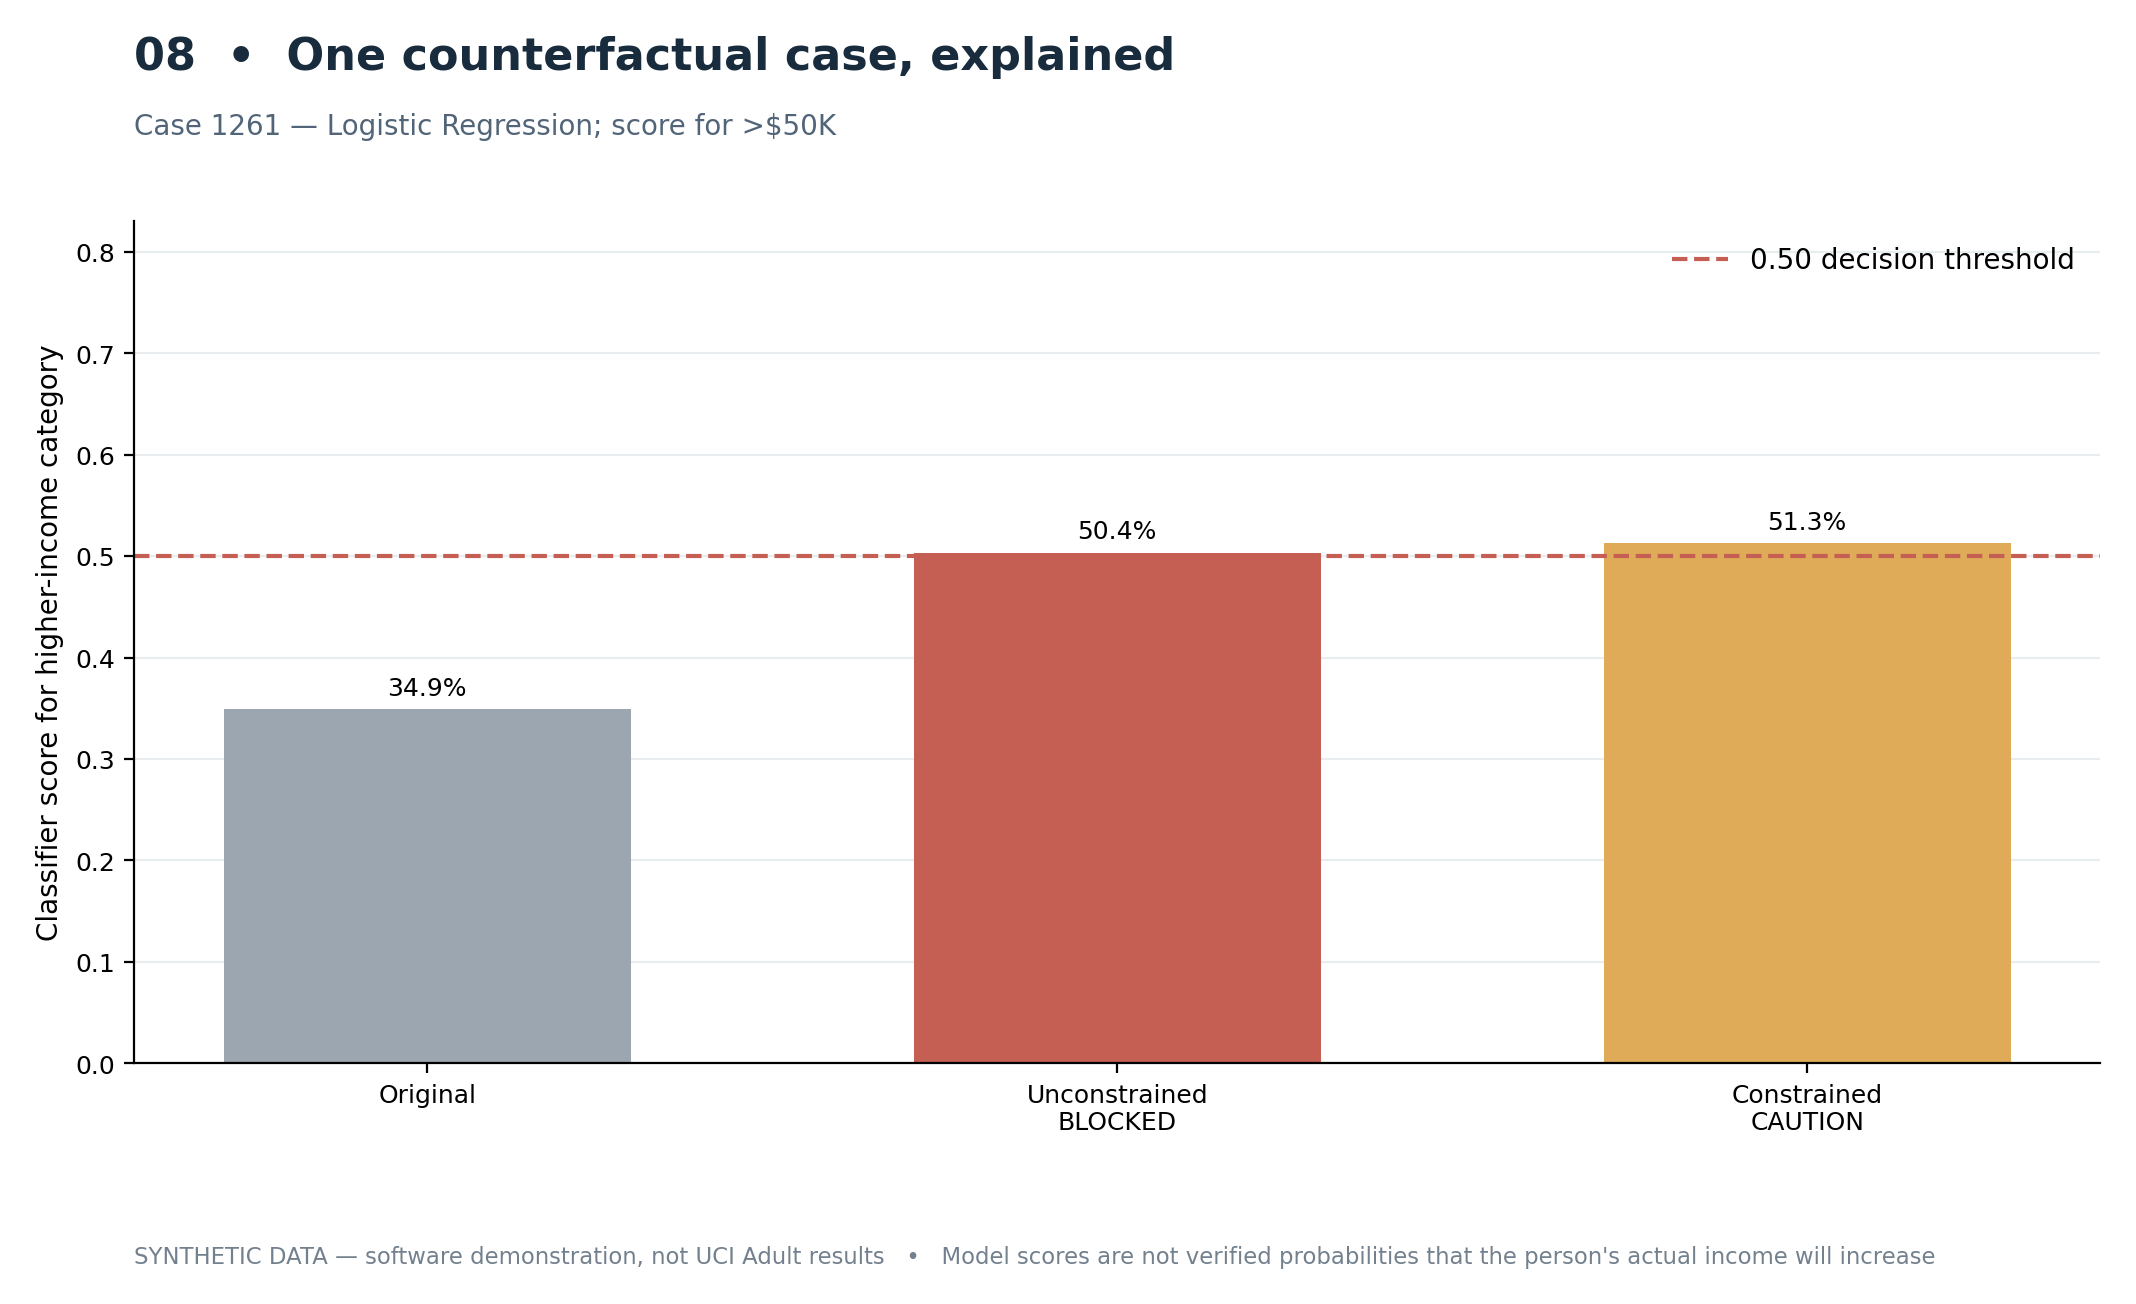 08 • One counterfactual case, explained
Case 1261 — Logistic Regression; score for >$50K
Classifier score for higher-income category
0.8
0.7
0.6
0.5
0.4
0.3
0.2
0.1
0.0
0.50 decision threshold
34.9%
50.4%
51.3%
Original
Unconstrained
BLOCKED
Constrained
CAUTION
SYNTHETIC DATA — software demonstration, not UCI Adult results • Model scores are not verified probabilities that the person's actual income will increase